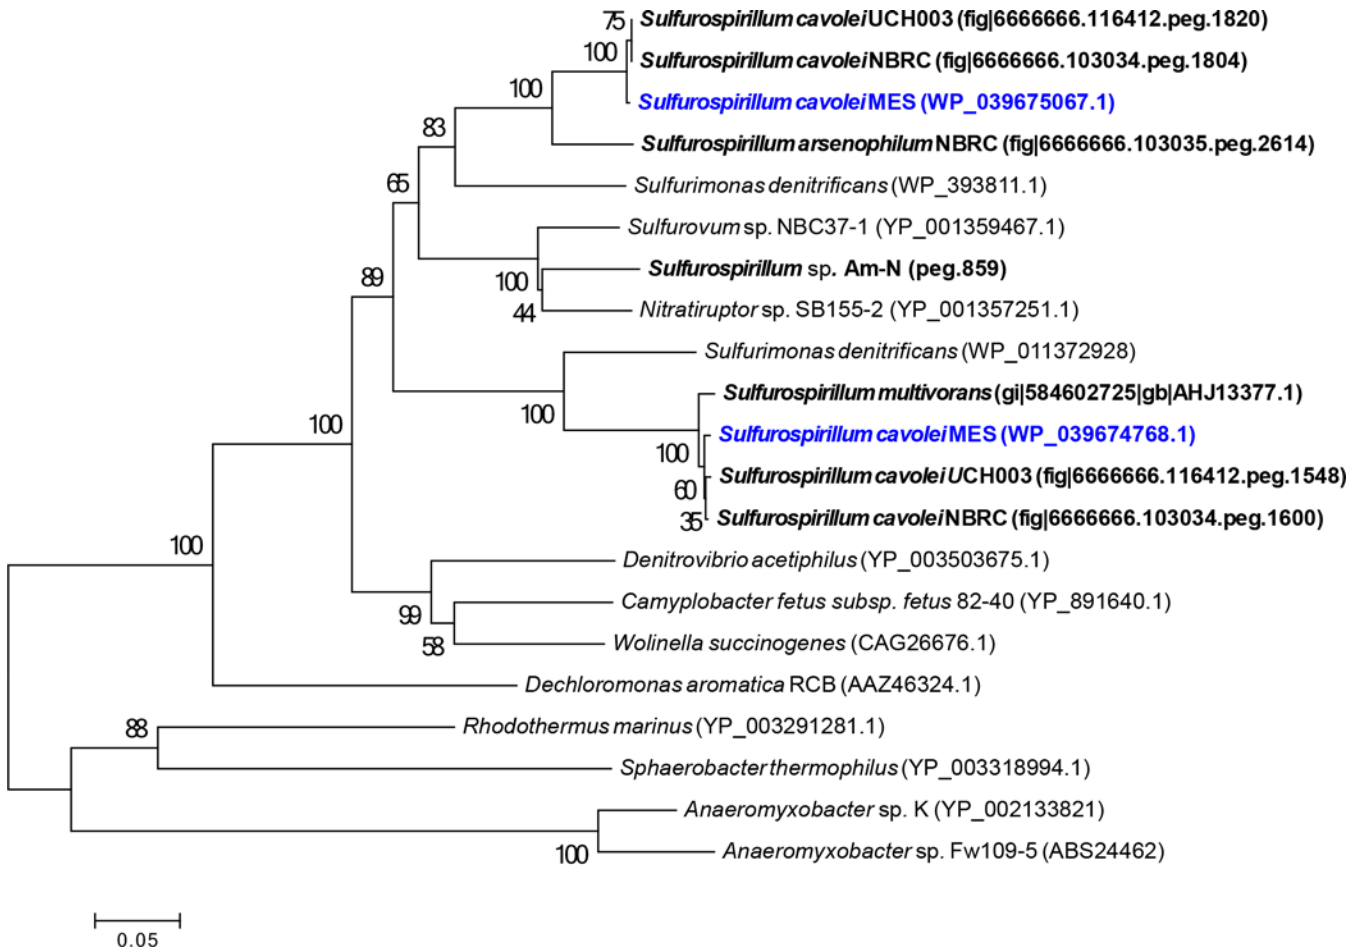 75
Sulfurospirillum cavolei UCH003 (fig|6666666.116412.peg.1820)
100
Sulfurospirillum cavolei NBRC (fig|6666666.103034.peg.1804)
100
Sulfurospirillum cavolei MES (WP_039675067.1)
83
Sulfurospirillum arsenophilum NBRC (fig|6666666.103035.peg.2614)
65
Sulfurimonas denitrificans (WP_393811.1)
Sulfurovum sp. NBC37-1 (YP_001359467.1)
89
100
Sulfurospirillum sp. Am-N (peg.859)
44
Nitratiruptor sp. SB155-2 (YP_001357251.1)
Sulfurimonas denitrificans (WP_011372928)
100
Sulfurospirillum multivorans (gi|584602725|gb|AHJ13377.1)
100
Sulfurospirillum cavolei MES (WP_039674768.1)
100
60
Sulfurospirillum cavolei UCH003 (fig|6666666.116412.peg.1548)
35
Sulfurospirillum cavolei NBRC (fig|6666666.103034.peg.1600)
100
Denitrovibrio acetiphilus (YP_003503675.1)
99
Camyplobacter fetus subsp. fetus 82-40 (YP_891640.1)
58
Wolinella succinogenes (CAG26676.1)
Dechloromonas aromatica RCB (AAZ46324.1)
88
Rhodothermus marinus (YP_003291281.1)
Sphaerobacter thermophilus (YP_003318994.1)
Anaeromyxobacter sp. K (YP_002133821)
100
Anaeromyxobacter sp. Fw109-5 (ABS24462)
0.05